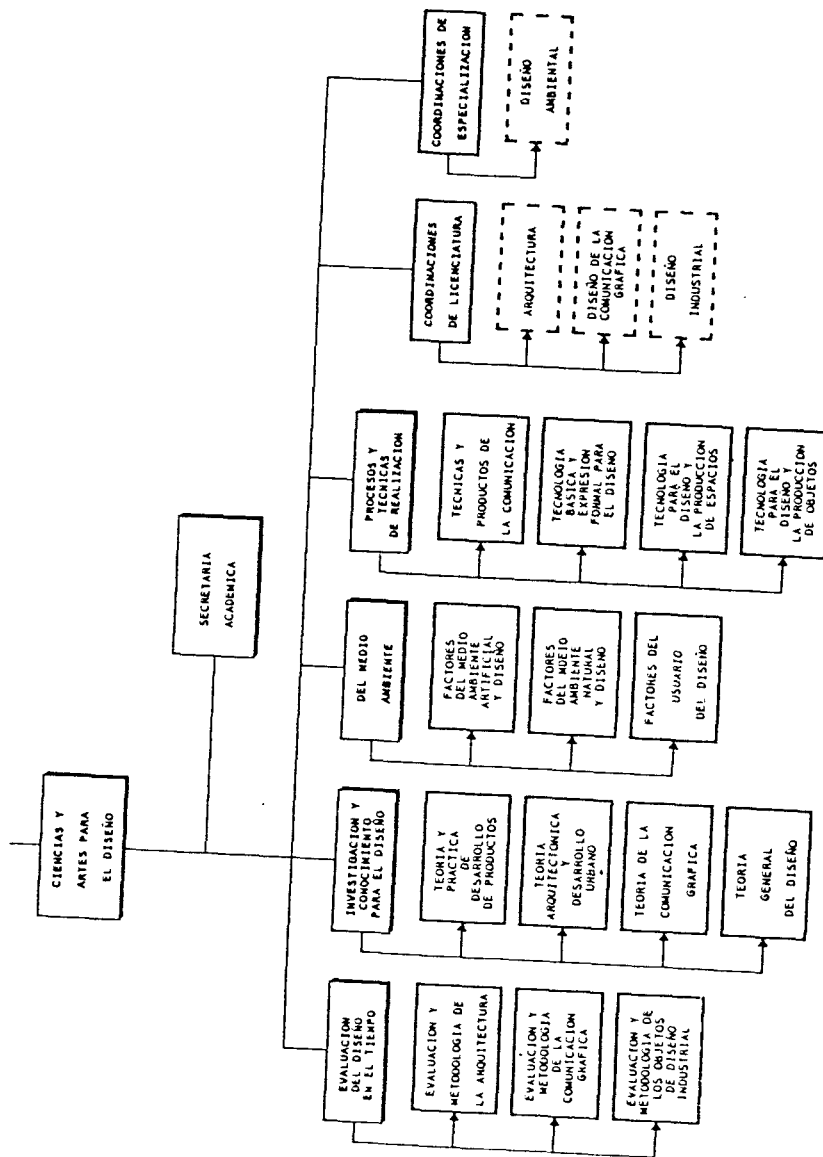 CIENCIAS Y
ARTES PARA
EL DISEÑO
SECRETARIA
ACADEMICA
EVALUACION
DEL DISEÑO
EN EL TIEMPO
EVALUACION Y
METODOLOGIA DE
LA ARQUITECTURA
EVALUACION Y
METODOLOGIA
DE LA
COMUNICACION
GRAFICA
EVALUACION Y
METODOLOGIA DE
LOS OBJETOS
DE DISEÑO
INDUSTRIAL
INVESTIGACION Y
CONOCIMIENTO
PARA EL DISEÑO
TEORIA Y
PRACTICA
DE
DESARROLLO
DE PRODUCTOS
TEORIA
ARQUITECTONICA
Y
DESARROLLO
URBANO
TEORIA DE LA
COMUNICACION
GRAFICA
TEORIA
GENERAL
DEL DISEÑO
DEL MEDIO
AMBIENTE
FACTORES
DEL MEDIO
AMBIENTE
ARTIFICIAL
Y DISEÑO
FACTORES
DEL MDEIO
AMBIENTE
NATURAL
Y DISEÑO
FACTORES DEL
USUARIO
DEL DISEÑO
PROCESOS Y
TECNICAS
DE REALIZACION
TECNICAS Y
PRODUCTOS DE
LA COMUNICACION
TECNOLOGIA
BASICA Y
EXPRESION
FORMAL PARA
EL DISEÑO
TECNOLOGIA
PARA EL
DISEÑO Y
LA PRODUCCION
DE ESPACIOS
TECNOLOGIA
PARA EL
DISEÑO Y
LA PRODUCCION
DE OBJETOS
COORDINACIONES
DE LICENCIATURA
ARQUITECTURA
DISEÑO DE LA
COMUNICACION
GRAFICA
DISEÑO
INDUSTRIAL
COORDINACIONES DE
ESPECIALIZACION
DISEÑO
AMBIENTAL